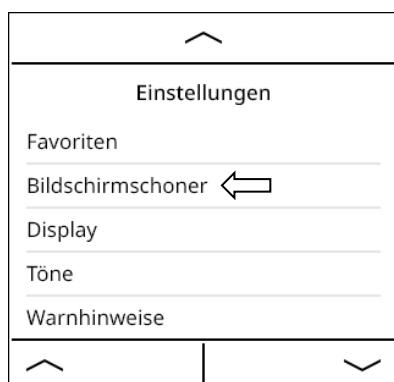 Einstellungen
Favoriten
Bildschirmschoner
Display
Töne
Warnhinweise